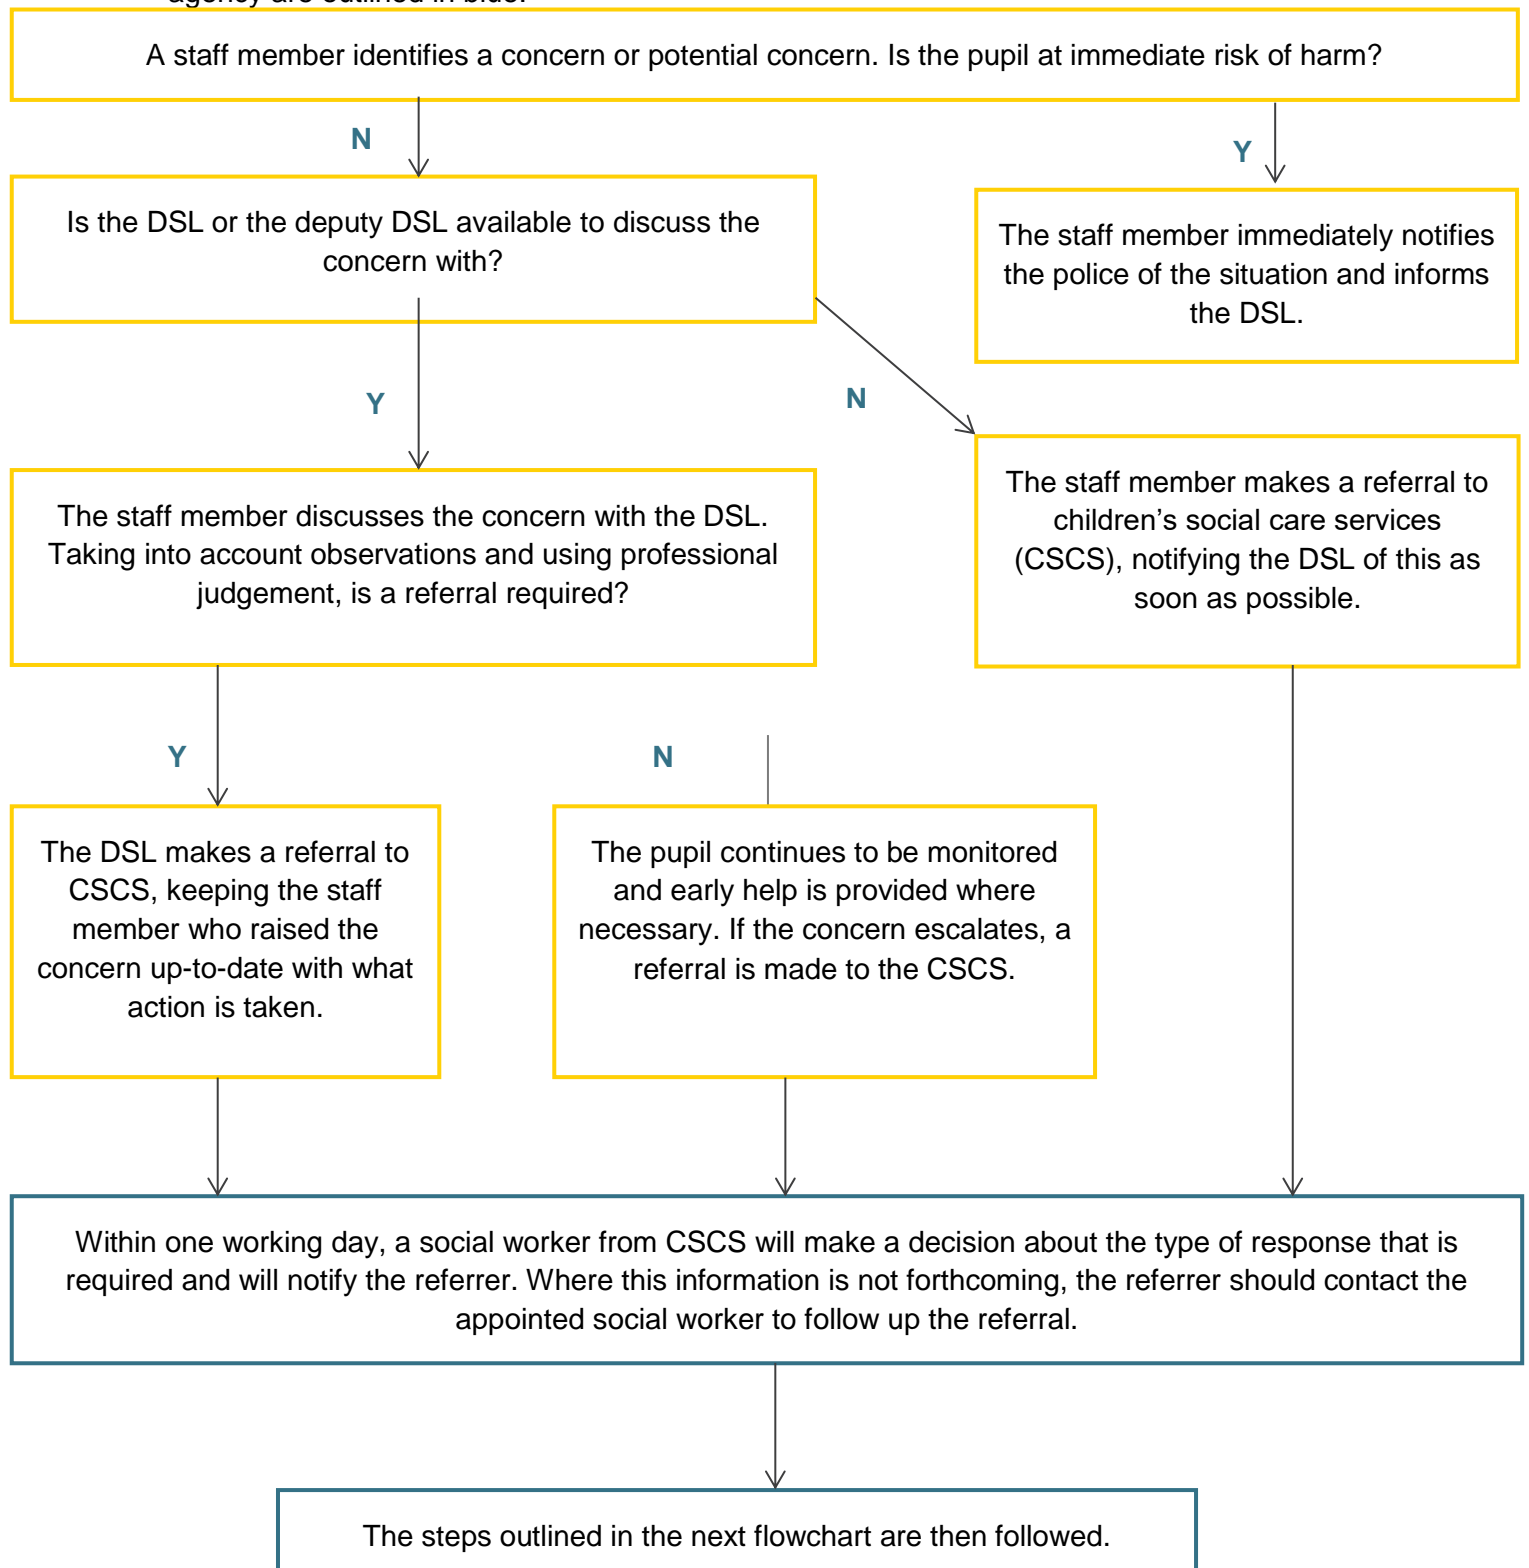 agency are outlined in blue.
A staff member identifies a concern or potential concern. Is the pupil at immediate risk of harm?
N
Y
Is the DSL or the deputy DSL available to discuss the
concern with?
The staff member immediately notifies
the police of the situation and informs
the DSL.
Y
N
The staff member discusses the concern with the DSL.
Taking into account observations and using professional
judgement, is a referral required?
The staff member makes a referral to
children’s social care services
(CSCS), notifying the DSL of this as
soon as possible.
Y
N
The DSL makes a referral to
CSCS, keeping the staff
member who raised the
concern up-to-date with what
action is taken.
The pupil continues to be monitored
and early help is provided where
necessary. If the concern escalates, a
referral is made to the CSCS.
Within one working day, a social worker from CSCS will make a decision about the type of response that is
required and will notify the referrer. Where this information is not forthcoming, the referrer should contact the
appointed social worker to follow up the referral.
The steps outlined in the next flowchart are then followed.